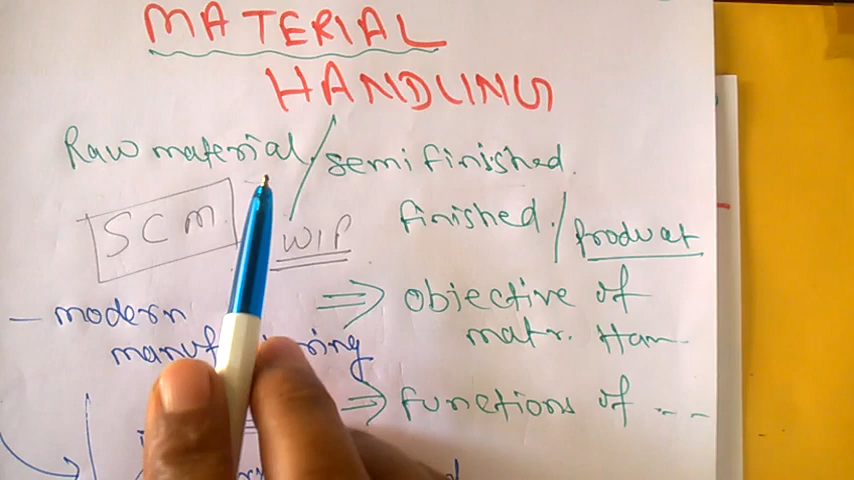 MATERIAL
HANDLING
Raw material / semi finished.
SCM
WIP
finished. / Product
- modern
⇒ objective of
matr. Han
⇒ functions of ---